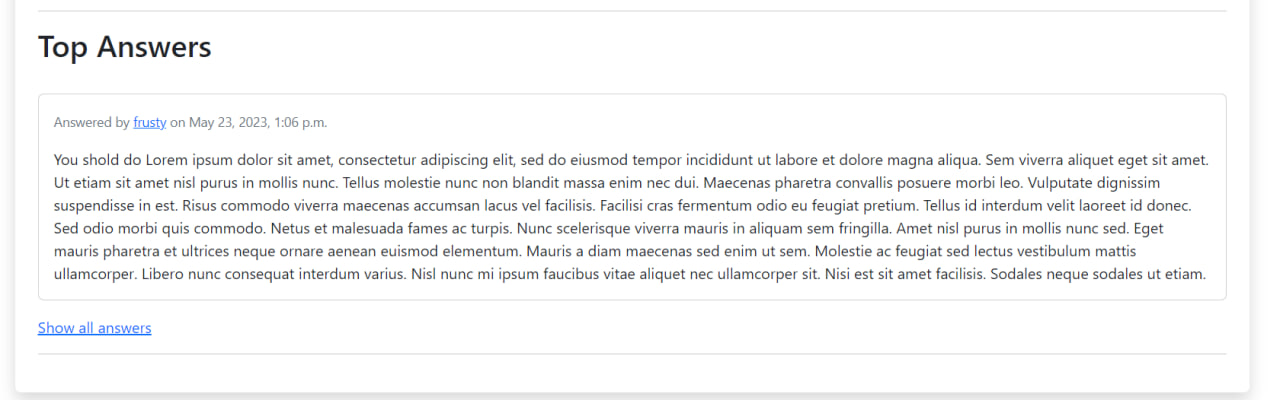 Top Answers
Answered by frusty on May 23, 2023, 1:06 p.m.
You shold do Lorem ipsum dolor sit amet, consectetur adipiscing elit, sed do eiusmod tempor incididunt ut labore et dolore magna aliqua. Sem viverra aliquet eget sit amet.
Ut etiam sit amet nisl purus in mollis nunc. Tellus molestie nunc non blandit massa enim nec dui. Maecenas pharetra convallis posuere morbi leo. Vulputate dignissim
suspendisse in est. Risus commodo viverra maecenas accumsan lacus vel facilisis. Facilisi cras fermentum odio eu feugiat pretium. Tellus id interdum velit laoreet id donec.
Sed odio morbi quis commodo. Netus et malesuada fames ac turpis. Nunc scelerisque viverra mauris in aliquam sem fringilla. Amet nisl purus in mollis nunc sed. Eget
mauris pharetra et ultrices neque ornare aenean euismod elementum. Mauris a diam maecenas sed enim ut sem. Molestie ac feugiat sed lectus vestibulum mattis
ullamcorper. Libero nunc consequat interdum varius. Nisl nunc mi ipsum faucibus vitae aliquet nec ullamcorper sit. Nisi est sit amet facilisis. Sodales neque sodales ut etiam.
Show all answers